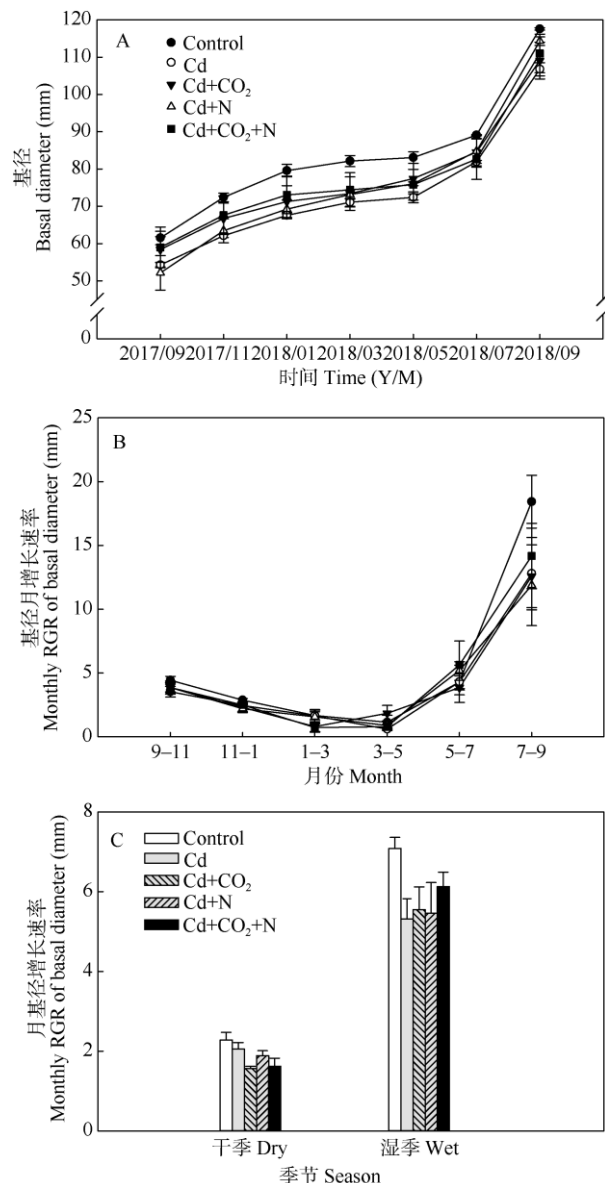 120
A
Control
110
Cd
Cd+CO₂
100
Cd+N
Cd+CO₂+N
90
80
70
60
50
0
基径
Basal diameter (mm)
2017/09 2017/11 2018/01 2018/03 2018/05 2018/07 2018/09
时间 Time (Y/M)
25
B
20
15
10
5
0
基径月增长速率
Monthly RGR of basal diameter (mm)
9–11 11–1 1–3 3–5 5–7 7–9
月份 Month
8
C
Control
Cd
Cd+CO₂
6
Cd+N
Cd+CO₂+N
4
2
0
月基径增长速率
Monthly RGR of basal diameter (mm)
干季 Dry 湿季 Wet
季节 Season